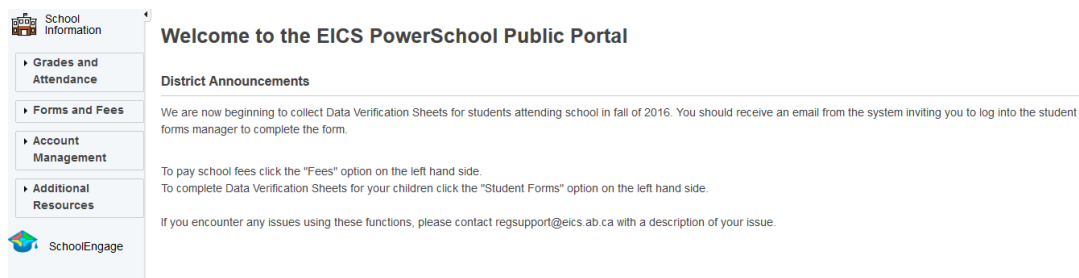 School
Information
Grades and
Attendance
Forms and Fees
Account
Management
Additional
Resources
SchoolEngage
Welcome to the EICS PowerSchool Public Portal
District Announcements
We are now beginning to collect Data Verification Sheets for students attending school in fall of 2016. You should receive an email from the system inviting you to log into the student
forms manager to complete the form.
To pay school fees click the "Fees" option on the left hand side.
To complete Data Verification Sheets for your children click the "Student Forms" option on the left hand side.
If you encounter any issues using these functions, please contact regsupport@eics.ab.ca with a description of your issue.